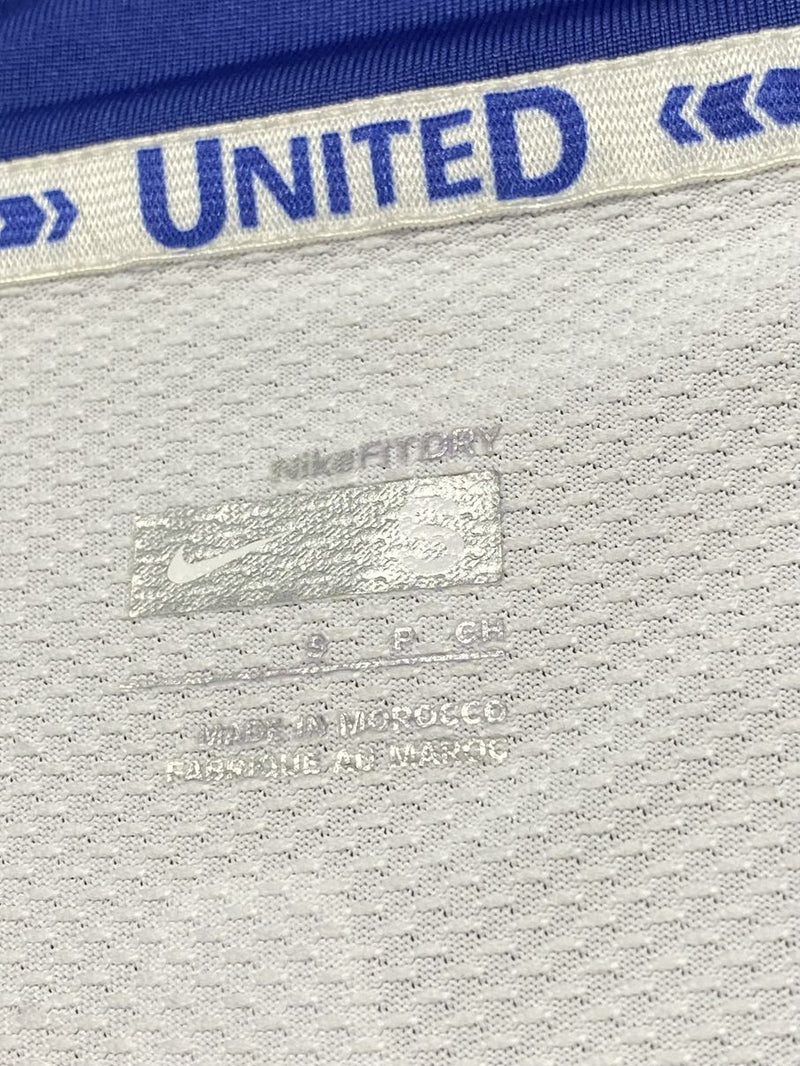 UNITED
NikeFITDRY
S
S P CH
MADE IN MOROCCO
FABRIQUE AU MAROC